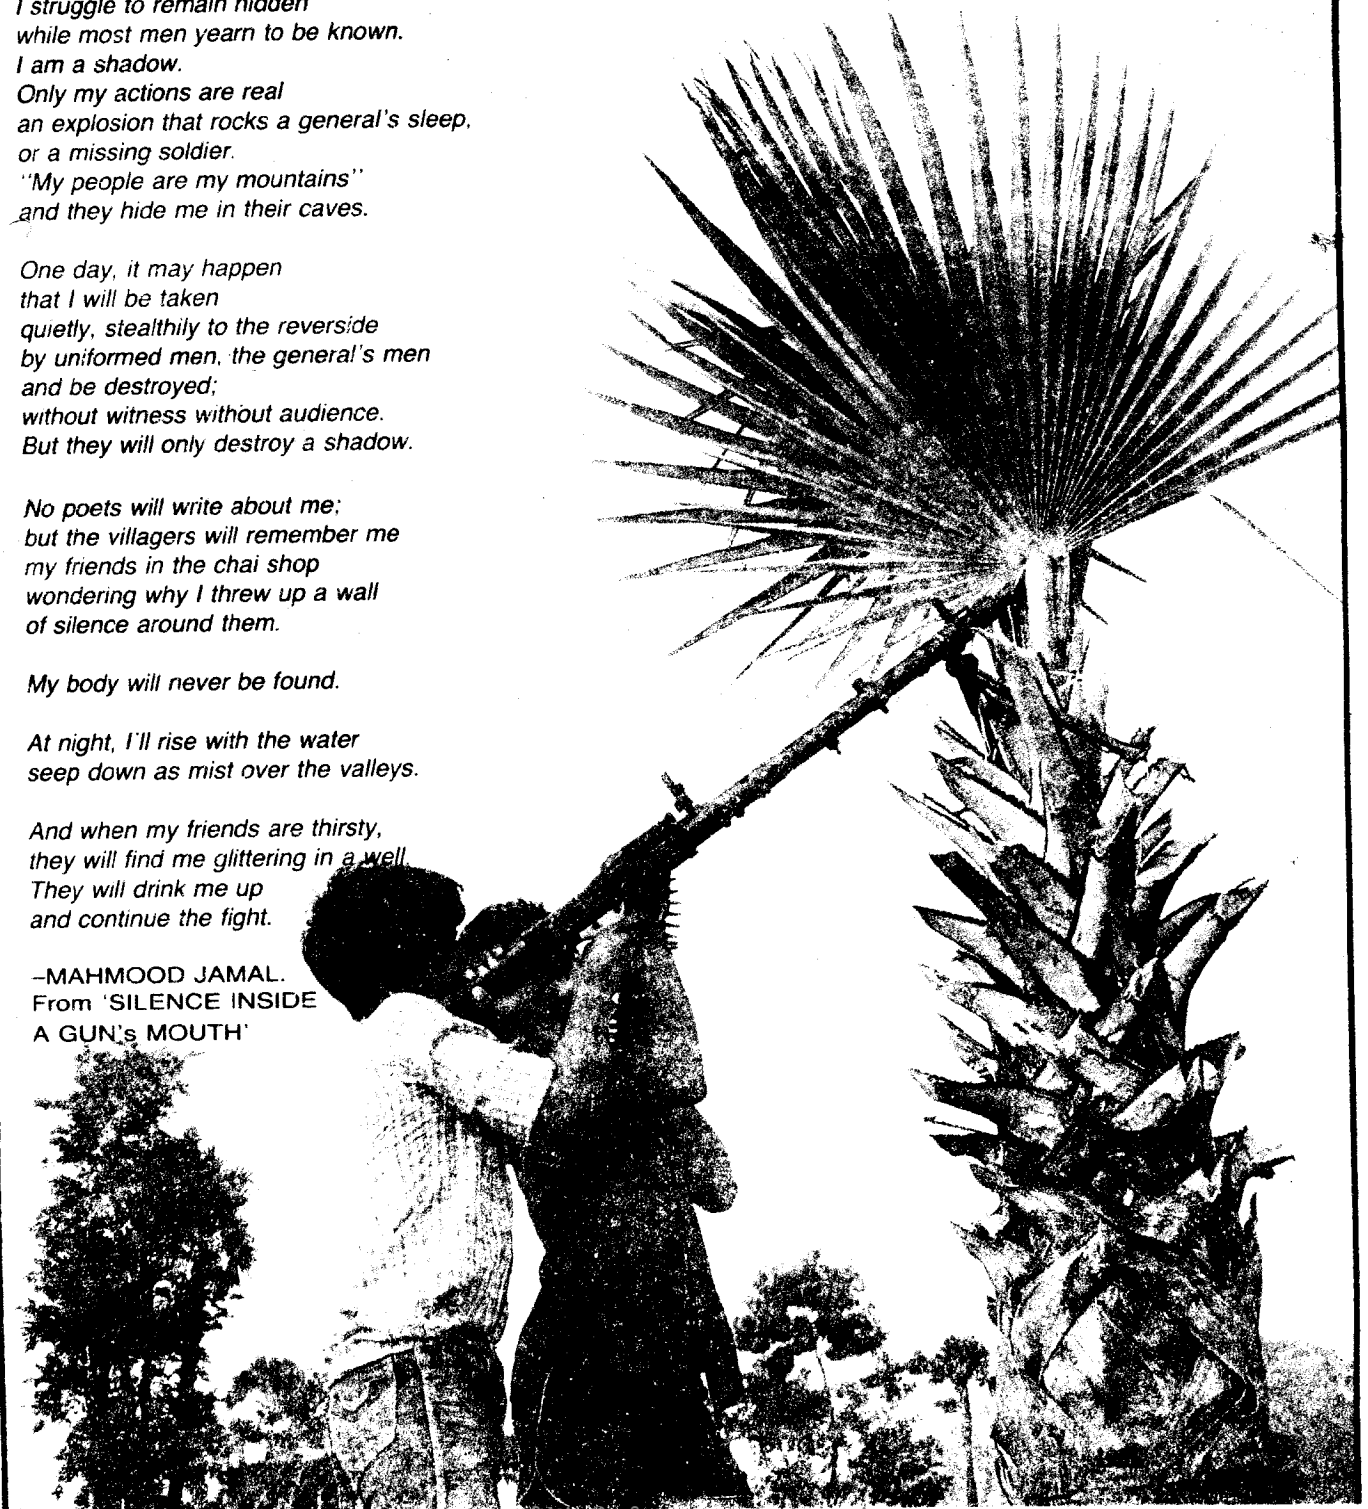 I struggle to remain hidden
while most men yearn to be known.
I am a shadow.
Only my actions are real
an explosion that rocks a general's sleep,
or a missing soldier.
"My people are my mountains"
and they hide me in their caves.
One day, it may happen
that I will be taken
quietly, stealthily to the reverside
by uniformed men, the general's men
and be destroyed;
without witness without audience.
But they will only destroy a shadow.
No poets will write about me;
but the villagers will remember me
my friends in the chai shop
wondering why I threw up a wall
of silence around them.
My body will never be found.
At night, I'll rise with the water
seep down as mist over the valleys.
And when my friends are thirsty,
they will find me glittering in a well.
They will drink me up
and continue the fight.
–MAHMOOD JAMAL.
From 'SILENCE INSIDE
A GUN's MOUTH'